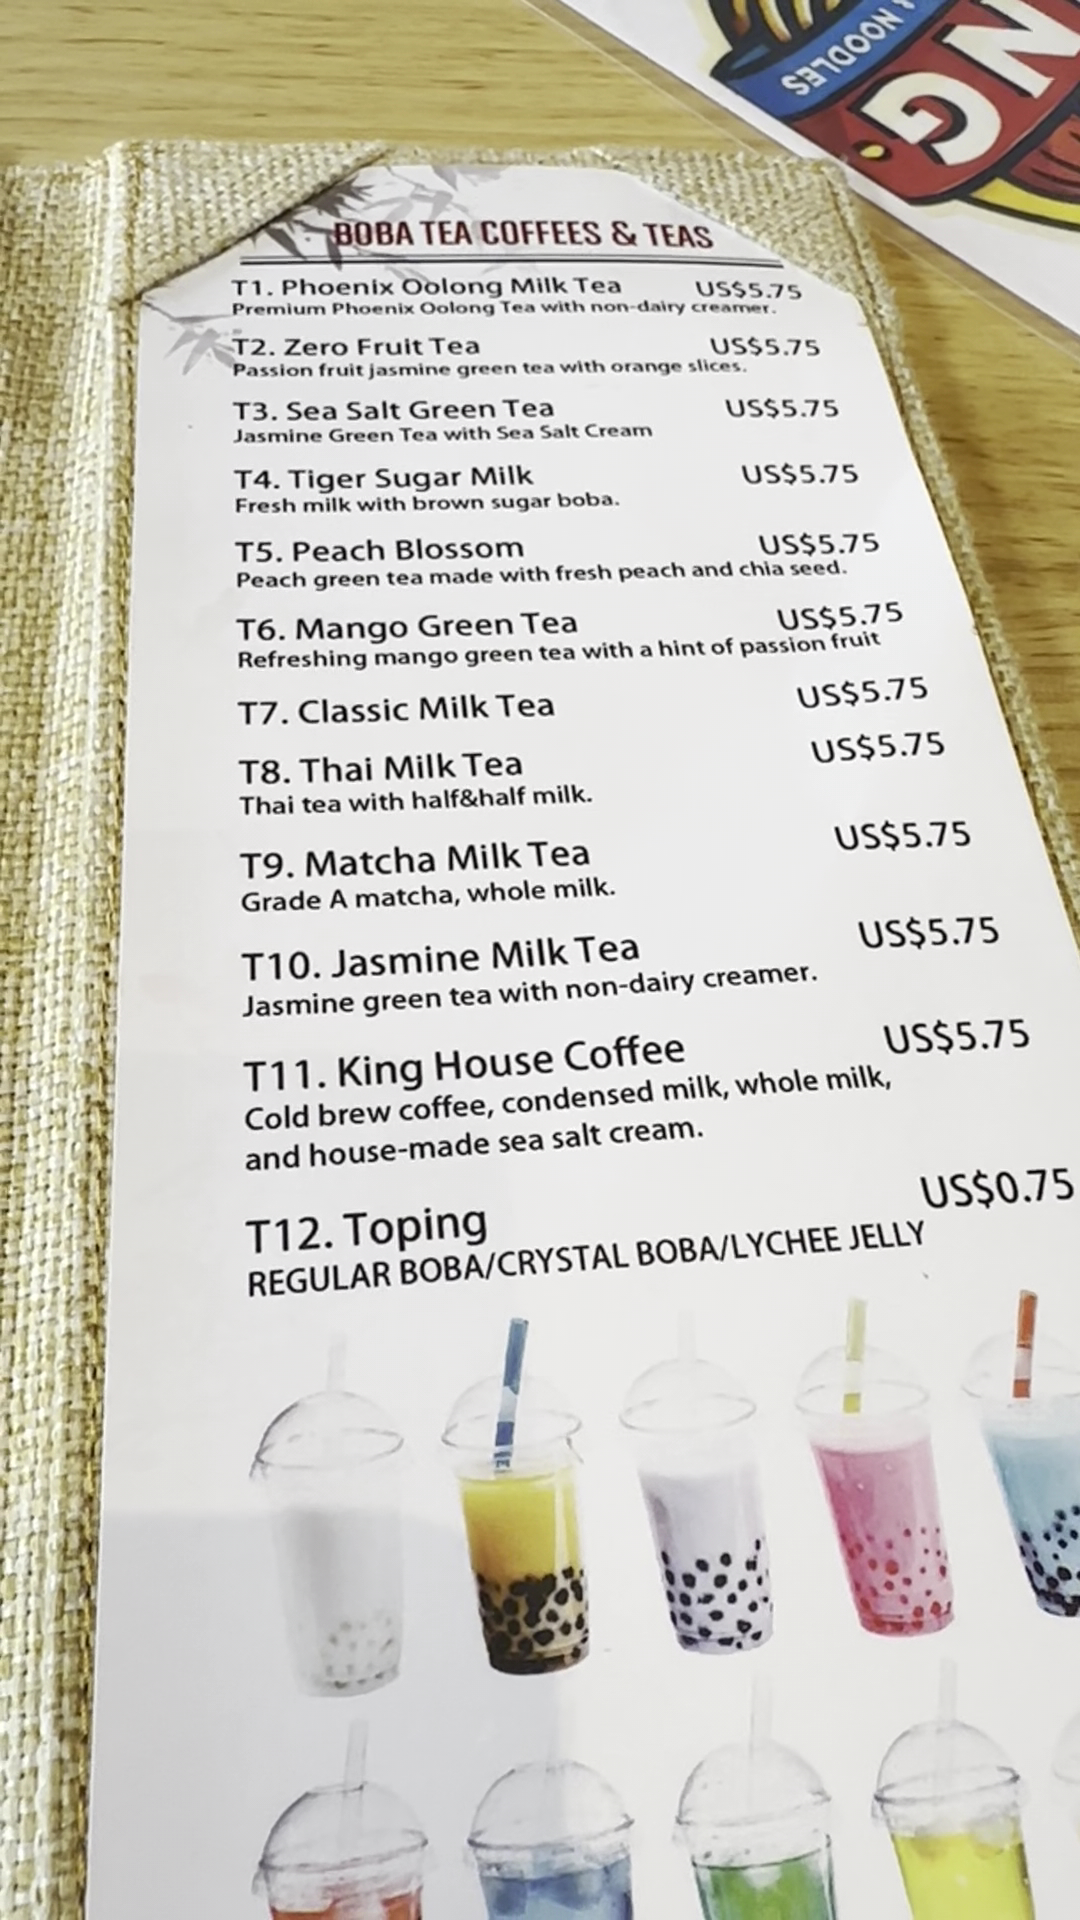 & NOODLES
NG
BOBA TEA COFFEES & TEAS
T1. Phoenix Oolong Milk Tea US$5.75
Premium Phoenix Oolong Tea with non-dairy creamer.
T2. Zero Fruit Tea US$5.75
Passion fruit jasmine green tea with orange slices.
T3. Sea Salt Green Tea US$5.75
Jasmine Green Tea with Sea Salt Cream
T4. Tiger Sugar Milk US$5.75
Fresh milk with brown sugar boba.
T5. Peach Blossom US$5.75
Peach green tea made with fresh peach and chia seed.
T6. Mango Green Tea US$5.75
Refreshing mango green tea with a hint of passion fruit
T7. Classic Milk Tea US$5.75
T8. Thai Milk Tea US$5.75
Thai tea with half&half milk.
T9. Matcha Milk Tea US$5.75
Grade A matcha, whole milk.
T10. Jasmine Milk Tea US$5.75
Jasmine green tea with non-dairy creamer.
T11. King House Coffee US$5.75
Cold brew coffee, condensed milk, whole milk,
and house-made sea salt cream.
T12. Toping US$0.75
REGULAR BOBA/CRYSTAL BOBA/LYCHEE JELLY